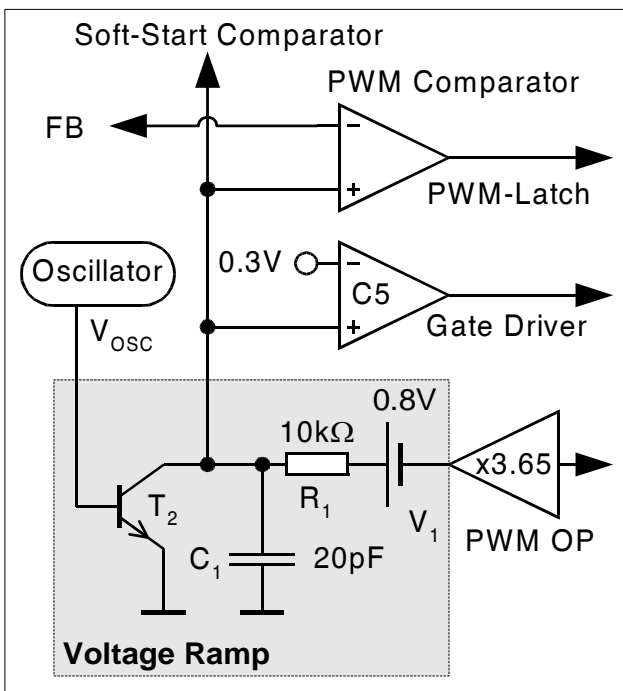 Soft-Start Comparator
PWM Comparator
FB
−
+
PWM-Latch
Oscillator
0.3V
−
C5
+
Gate Driver
VOSC
0.8V
10kΩ
x3.65
T2
R1
V1
PWM OP
C1
20pF
Voltage Ramp